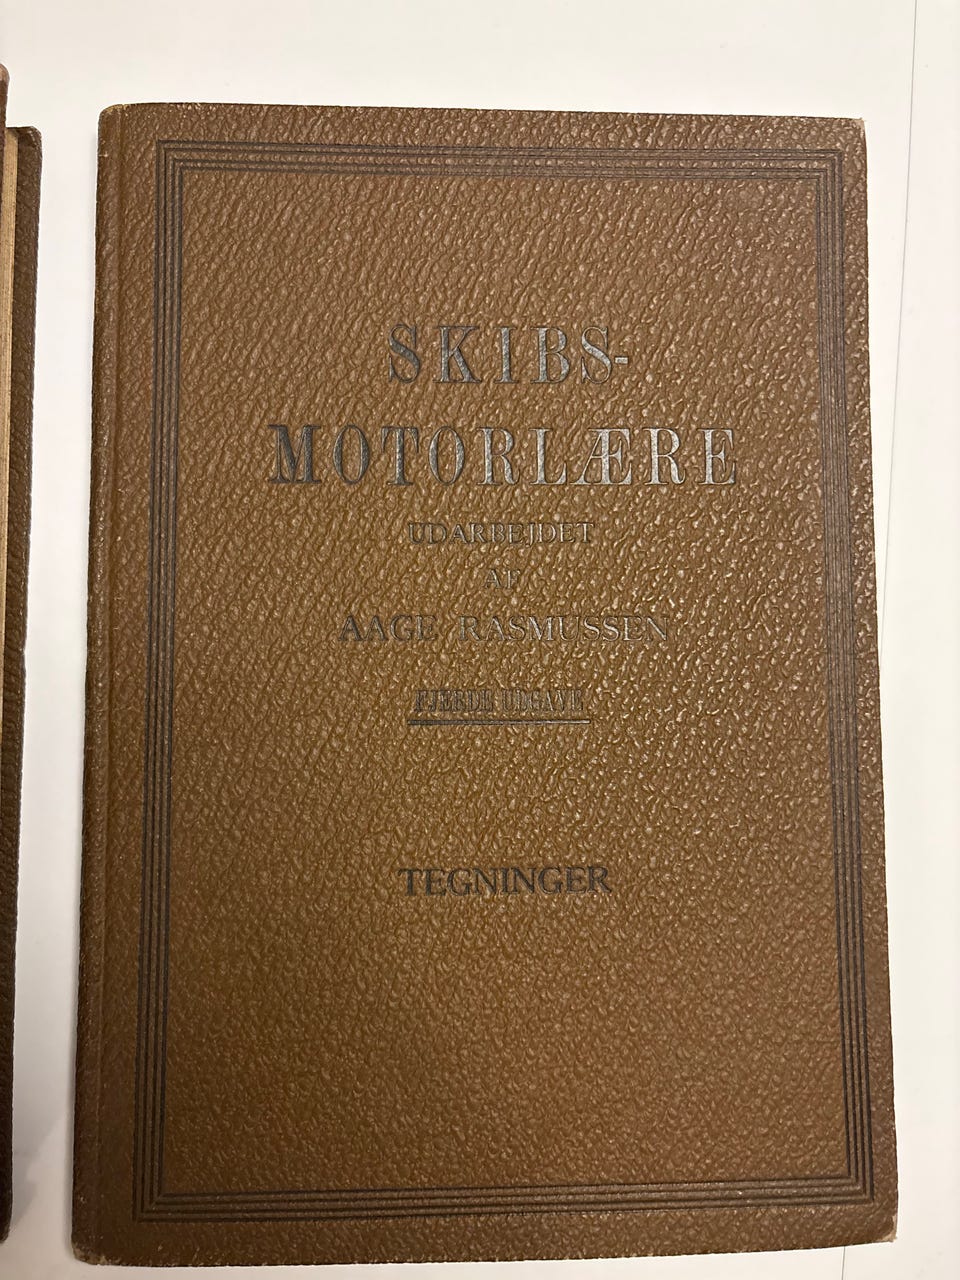 SKIBS-
MOTORLÆRE
UDARBEJDET
AF
AAGE RASMUSSEN
FJERDE UDGAVE
TEGNINGER